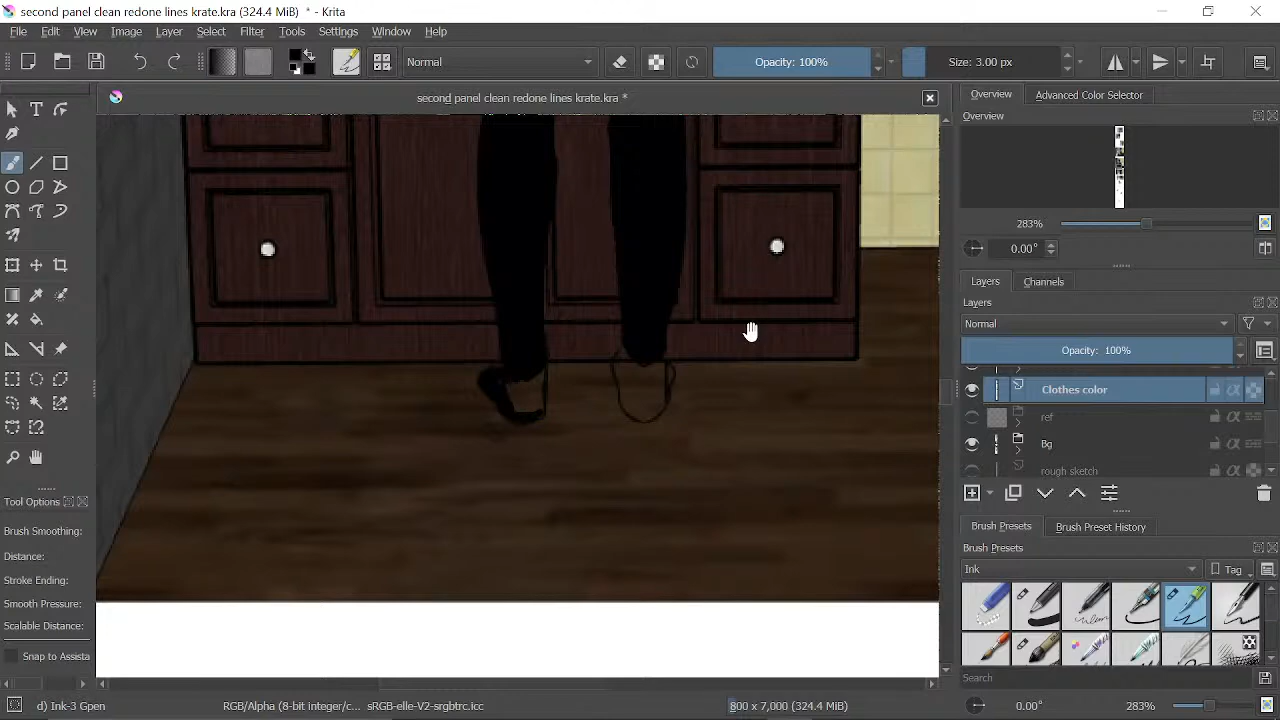 second panel clean redone lines krate.kra (324.4 MiB) * - Krita
File Edit View Image Layer Select Filter Tools Settings Window Help
Normal
Opacity: 100%
Size: 3.00 px
second panel clean redone lines krate.kra *
Overview
Advanced Color Selector
Overview
283%
0.00°
Layers
Channels
Layers
Normal
Opacity: 100%
Clothes color
ref
Bg
rough sketch
Brush Presets
Brush Preset History
Brush Presets
Ink
Tag
Search
Tool Options
Brush Smoothing:
Distance:
Stroke Ending:
Smooth Pressure:
Scalable Distance:
Snap to Assista
d) Ink-3 Gpen
RGB/Alpha (8-bit integer/c... sRGB-elle-V2-srgbtrc.icc
800 x 7,000 (324.4 MiB)
0.00°
283%